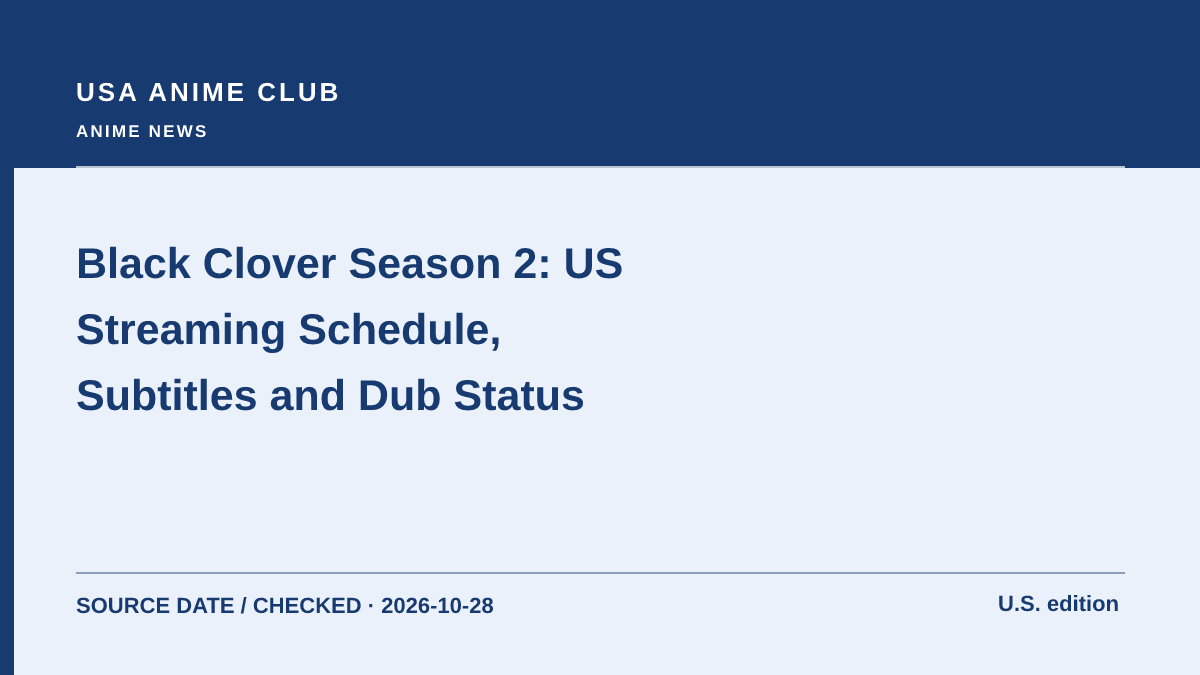 USA ANIME CLUB
ANIME NEWS
Black Clover Season 2: US
Streaming Schedule,
Subtitles and Dub Status
SOURCE DATE / CHECKED · 2026-10-28
U.S. edition